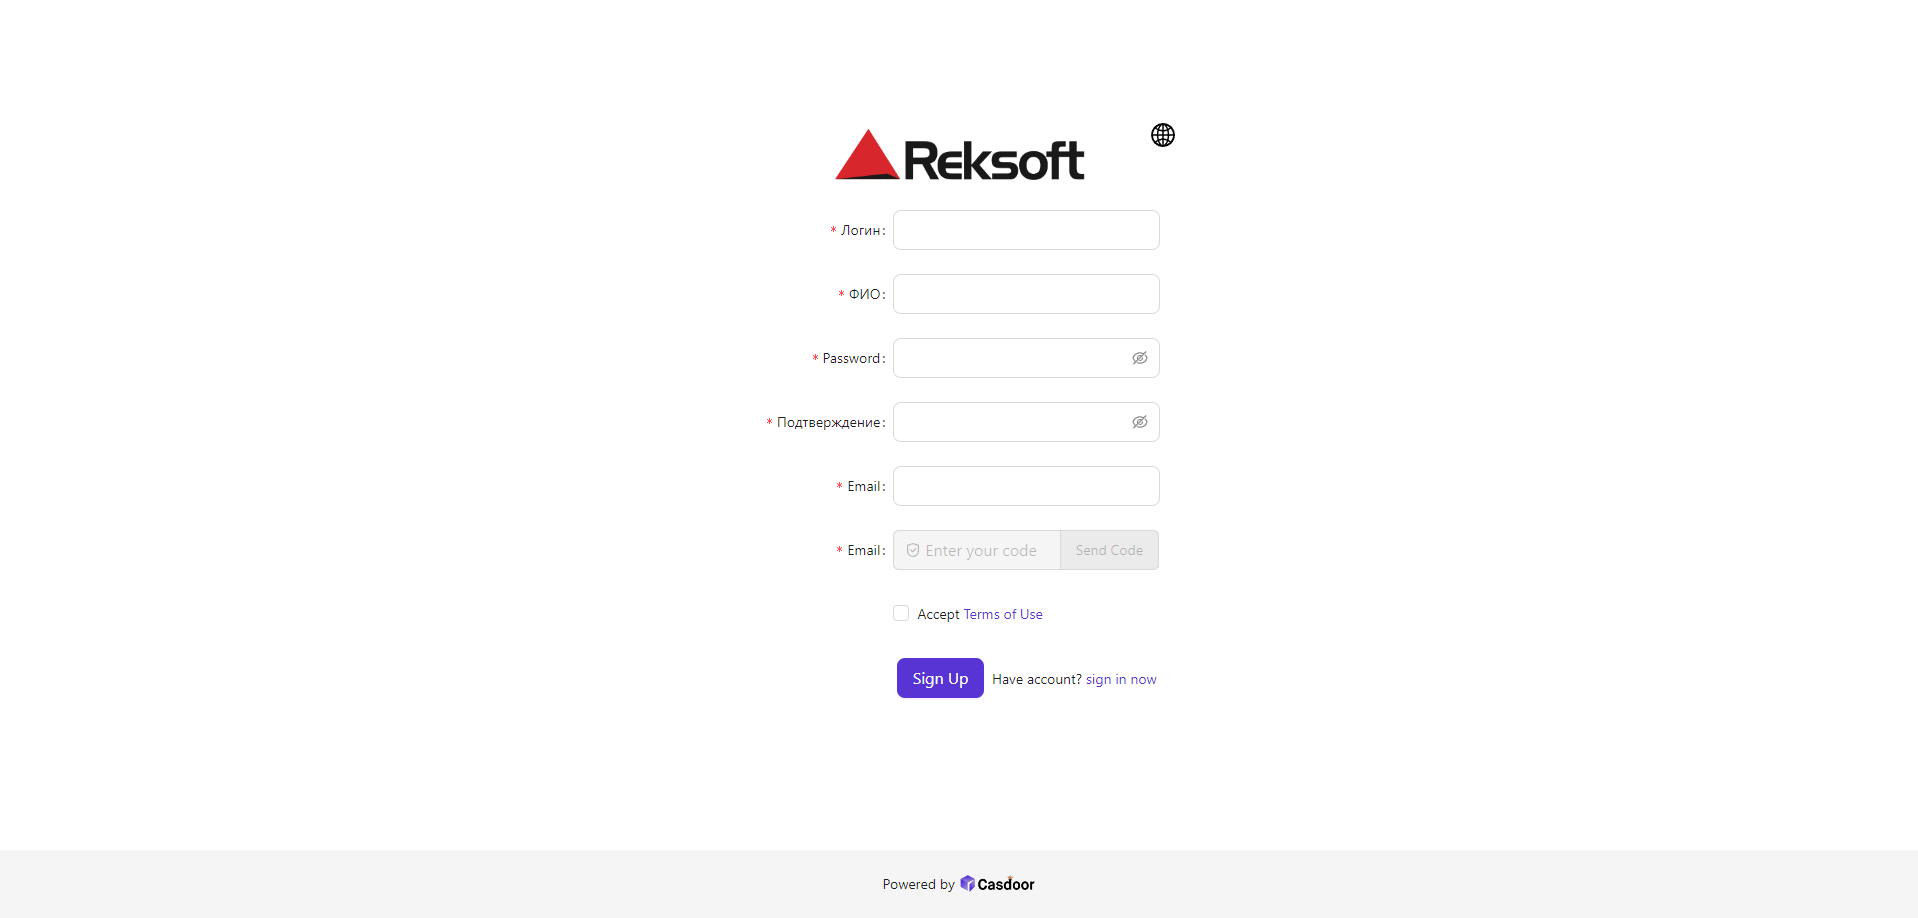 Reksoft
* Логин:
* ФИО:
* Password:
* Подтверждение:
* Email:
* Email: Enter your code Send Code
Accept Terms of Use
Sign Up Have account? sign in now
Powered by Casdoor